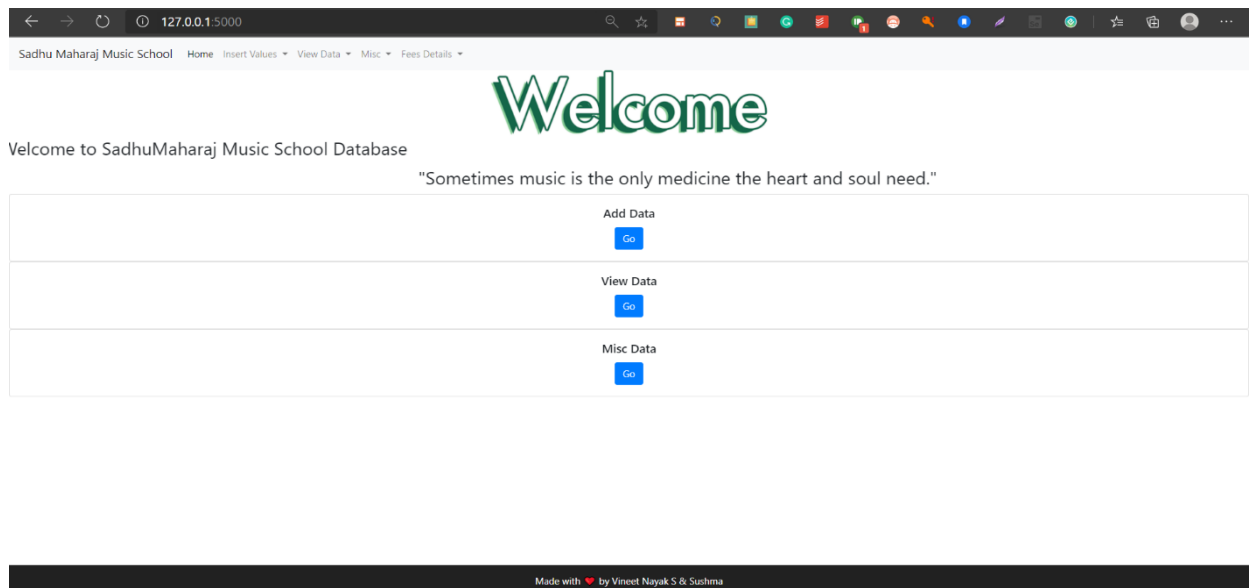 127.0.0.1:5000
Sadhu Maharaj Music School Home Insert Values View Data Misc Fees Details
Welcome
Welcome to SadhuMaharaj Music School Database
"Sometimes music is the only medicine the heart and soul need."
Add Data
Go
View Data
Go
Misc Data
Go
Made with ❤ by Vineet Nayak S & Sushma